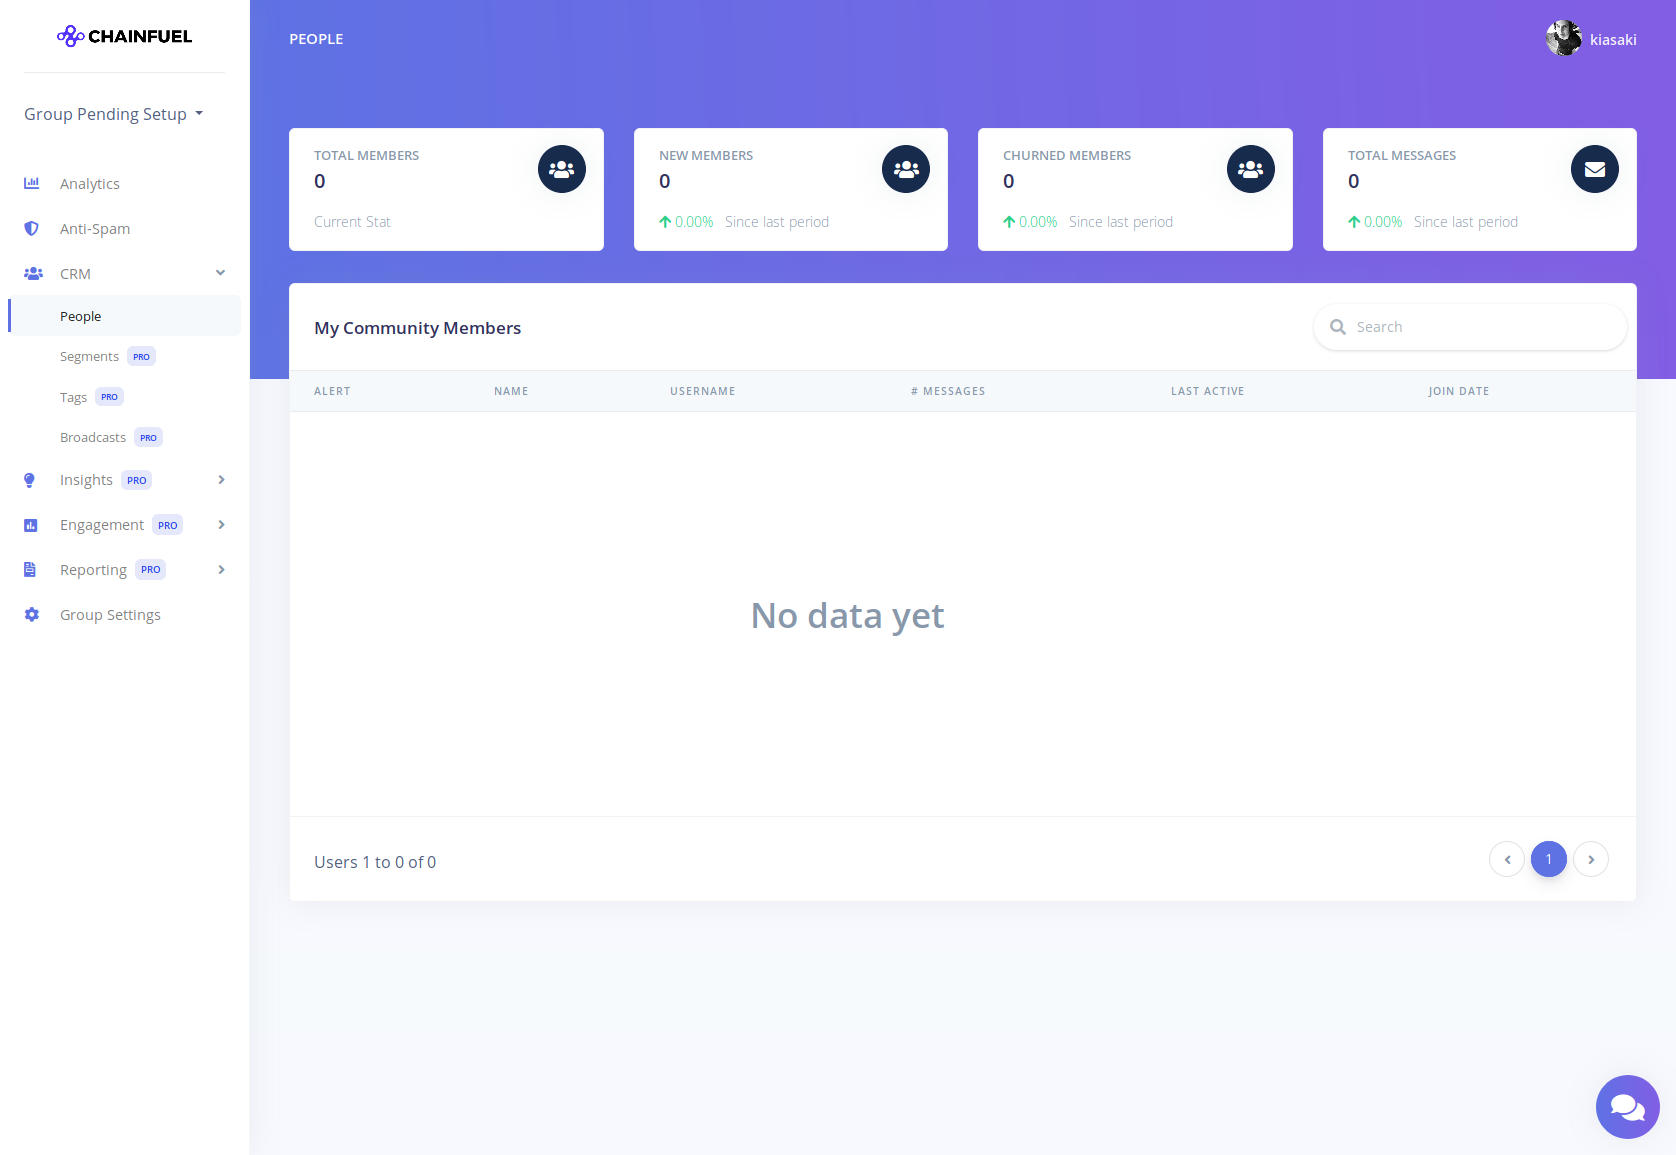 CHAINFUEL
Group Pending Setup
Analytics
Anti-Spam
CRM
People
Segments PRO
Tags PRO
Broadcasts PRO
Insights PRO
Engagement PRO
Reporting PRO
Group Settings
PEOPLE
kiasaki
TOTAL MEMBERS
0
Current Stat
NEW MEMBERS
0
0.00% Since last period
CHURNED MEMBERS
0
0.00% Since last period
TOTAL MESSAGES
0
0.00% Since last period
My Community Members
Search
ALERT NAME USERNAME # MESSAGES LAST ACTIVE JOIN DATE
No data yet
Users 1 to 0 of 0
1